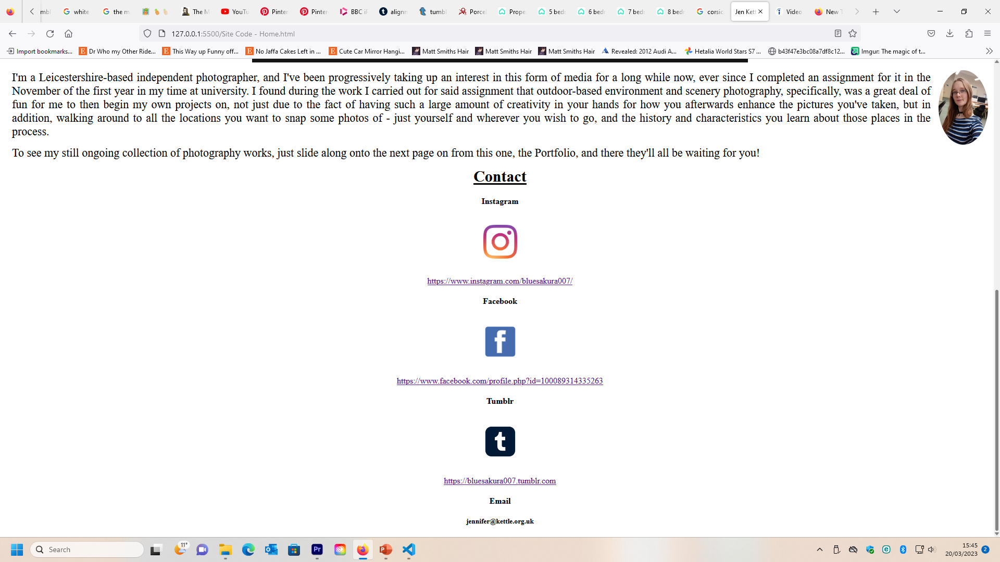 mbl white the m The M YouTu Pinter Pinter BBC iP alignm tumbl Porcel Prope 5 bedr 6 bedr 7 bedr 8 bedr corsic Jen Kett Video New T
127.0.0.1:5500/Site Code - Home.html
Import bookmarks... Dr Who my Other Ride... This Way up Funny off... No Jaffa Cakes Left in ... Cute Car Mirror Hangi... Matt Smiths Hair Matt Smiths Hair Matt Smiths Hair Revealed: 2012 Audi A... Hetalia World Stars S7 ... b43f47e3bc08a7df8c12... Imgur: The magic of t...
I'm a Leicestershire-based independent photographer, and I've been progressively taking up an interest in this form of media for a long while now, ever since I completed an assignment for it in the
November of the first year in my time at university. I found during the work I carried out for said assignment that outdoor-based environment and scenery photography, specifically, was a great deal of
fun for me to then begin my own projects on, not just due to the fact of having such a large amount of creativity in your hands for how you afterwards enhance the pictures you've taken, but in
addition, walking around to all the locations you want to snap some photos of - just yourself and wherever you wish to go, and the history and characteristics you learn about those places in the
process.
To see my still ongoing collection of photography works, just slide along onto the next page on from this one, the Portfolio, and there they'll all be waiting for you!
Contact
Instagram
https://www.instagram.com/bluesakura007/
Facebook
f
https://www.facebook.com/profile.php?id=100089314335263
Tumblr
t
https://bluesakura007.tumblr.com
Email
jennifer@kettle.org.uk
Search
11°
Pr
15:45
20/03/2023
2